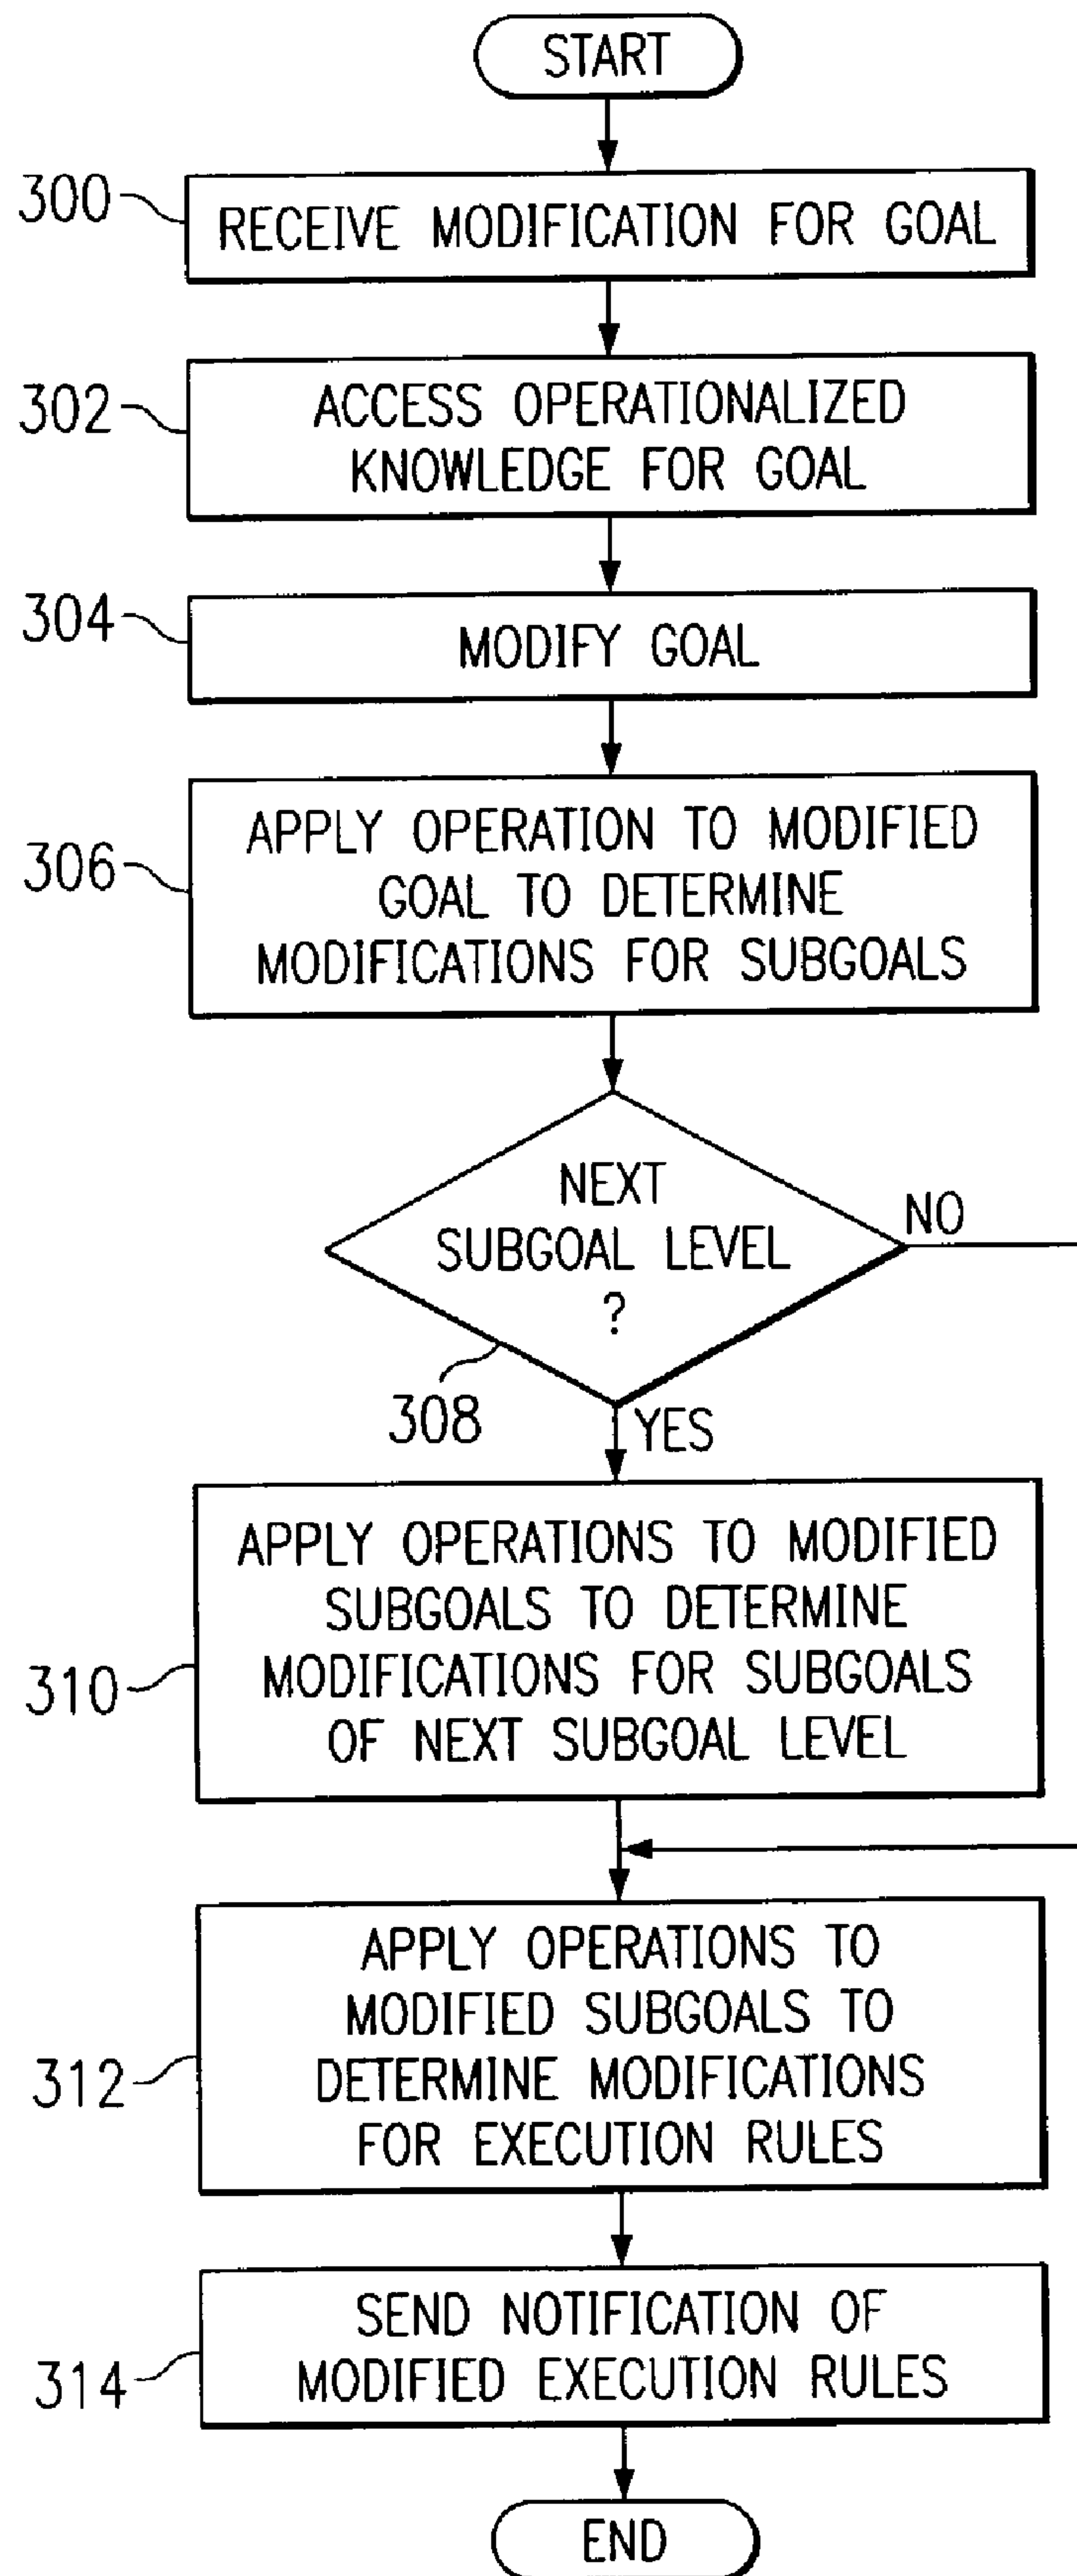 START
300
RECEIVE MODIFICATION FOR GOAL
302
ACCESS OPERATIONALIZED
KNOWLEDGE FOR GOAL
304
MODIFY GOAL
306
APPLY OPERATION TO MODIFIED
GOAL TO DETERMINE
MODIFICATIONS FOR SUBGOALS
NEXT
SUBGOAL LEVEL
?
NO
308
YES
310
APPLY OPERATIONS TO MODIFIED
SUBGOALS TO DETERMINE
MODIFICATIONS FOR SUBGOALS
OF NEXT SUBGOAL LEVEL
312
APPLY OPERATIONS TO
MODIFIED SUBGOALS TO
DETERMINE MODIFICATIONS
FOR EXECUTION RULES
314
SEND NOTIFICATION OF
MODIFIED EXECUTION RULES
END